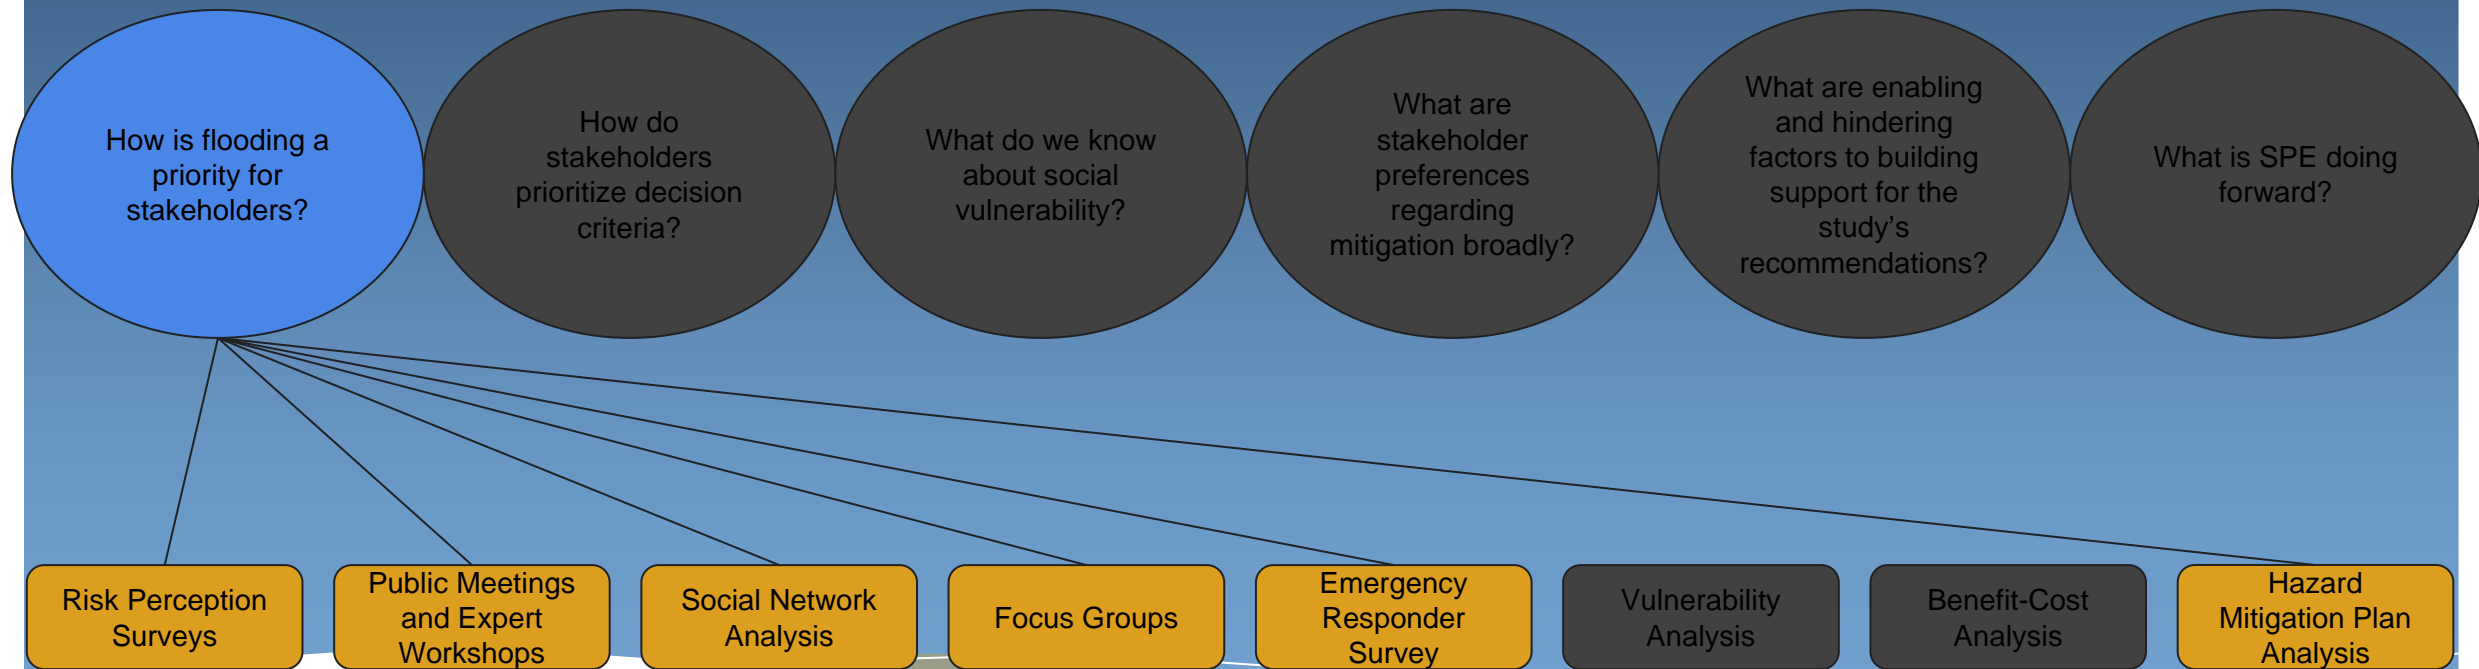 How is flooding a
priority for
stakeholders?
How do
stakeholders
prioritize decision
criteria?
What do we know
about social
vulnerability?
What are
stakeholder
preferences
regarding
mitigation broadly?
What are enabling
and hindering
factors to building
support for the
study’s
recommendations?
What is SPE doing
forward?
Risk Perception
Surveys
Public Meetings
and Expert
Workshops
Social Network
Analysis
Focus Groups
Emergency
Responder
Survey
Vulnerability
Analysis
Benefit-Cost
Analysis
Hazard
Mitigation Plan
Analysis